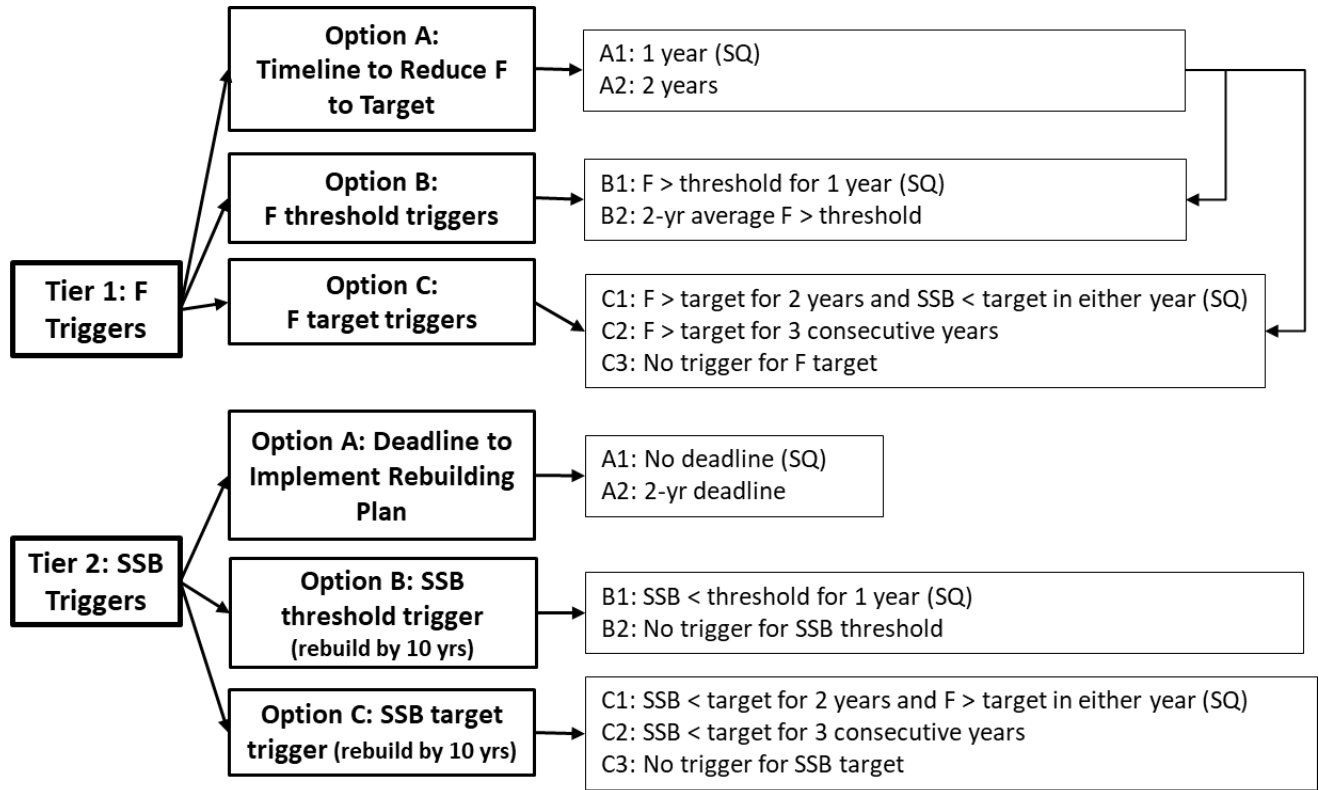 Tier 1: F
Triggers
Option A:
Timeline to Reduce F
to Target
A1: 1 year (SQ)
A2: 2 years
Option B:
F threshold triggers
B1: F > threshold for 1 year (SQ)
B2: 2-yr average F > threshold
Option C:
F target triggers
C1: F > target for 2 years and SSB < target in either year (SQ)
C2: F > target for 3 consecutive years
C3: No trigger for F target
Tier 2: SSB
Triggers
Option A: Deadline to
Implement Rebuilding
Plan
A1: No deadline (SQ)
A2: 2-yr deadline
Option B: SSB
threshold trigger
(rebuild by 10 yrs)
B1: SSB < threshold for 1 year (SQ)
B2: No trigger for SSB threshold
Option C: SSB target
trigger (rebuild by 10 yrs)
C1: SSB < target for 2 years and F > target in either year (SQ)
C2: SSB < target for 3 consecutive years
C3: No trigger for SSB target